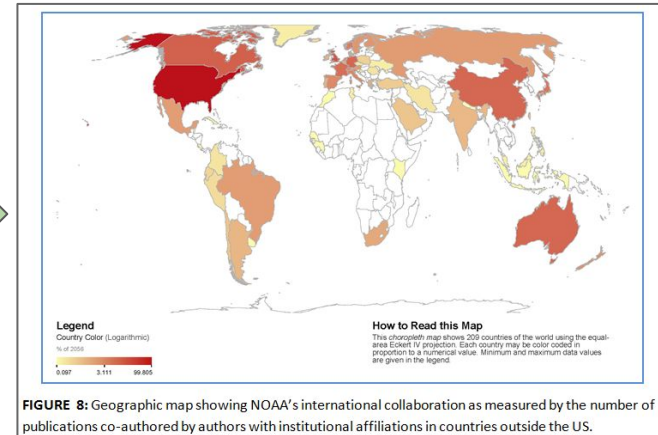 Legend
Country Color (Logarithmic)
% of 2056
0.097 3.111 99.805
How to Read this Map
This choropleth map shows 209 countries of the world using the equal-
area Eckert IV projection. Each country may be color coded in
proportion to a numerical value. Minimum and maximum data values
are given in the legend.
FIGURE 8: Geographic map showing NOAA's international collaboration as measured by the number of
publications co-authored by authors with institutional affiliations in countries outside the US.